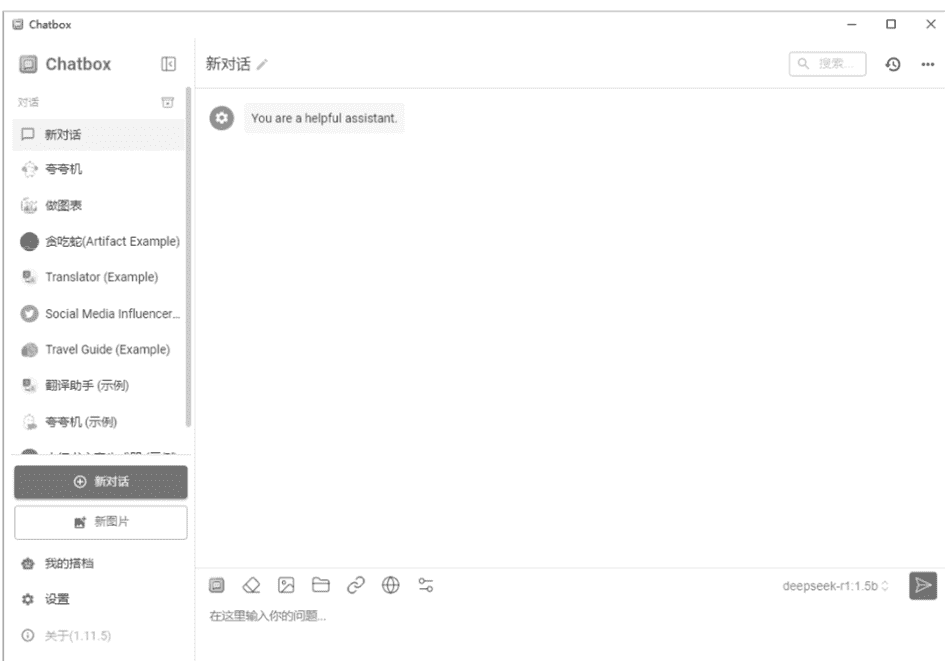 Chatbox
Chatbox
对话
新对话
夸夸机
做图表
贪吃蛇(Artifact Example)
Translator (Example)
Social Media Influencer...
Travel Guide (Example)
翻译助手 (示例)
夸夸机 (示例)
新对话
新图片
我的搭档
设置
关于(1.11.5)
新对话
搜索...
You are a helpful assistant.
deepseek-r1:1.5b
在这里输入你的问题...